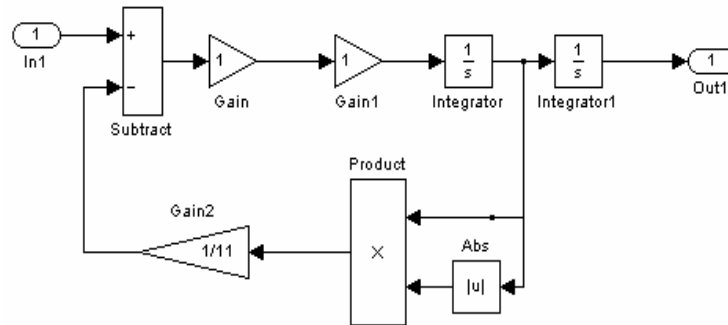 1
In1
+
−
Subtract
1
Gain
1
Gain1
1
s
Integrator
1
s
Integrator1
1
Out1
Product
×
Gain2
1/11
Abs
|u|